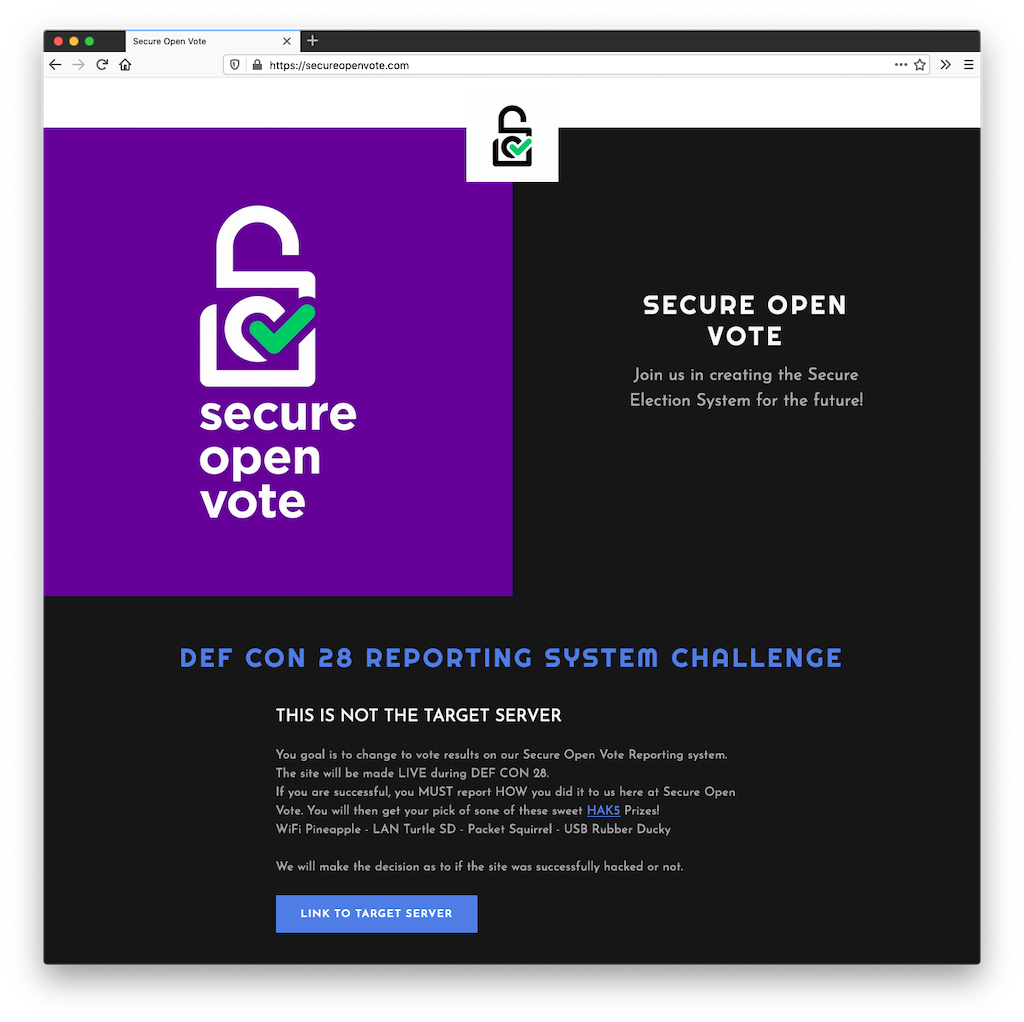 Secure Open Vote
https://secureopenvote.com
secure
open
vote
SECURE OPEN
VOTE
Join us in creating the Secure
Election System for the future!
DEF CON 28 REPORTING SYSTEM CHALLENGE
THIS IS NOT THE TARGET SERVER
You goal is to change to vote results on our Secure Open Vote Reporting system.
The site will be made LIVE during DEF CON 28.
If you are successful, you MUST report HOW you did it to us here at Secure Open
Vote. You will then get your pick of sone of these sweet HAK5 Prizes!
WiFi Pineapple - LAN Turtle SD - Packet Squirrel - USB Rubber Ducky
We will make the decision as to if the site was successfully hacked or not.
LINK TO TARGET SERVER